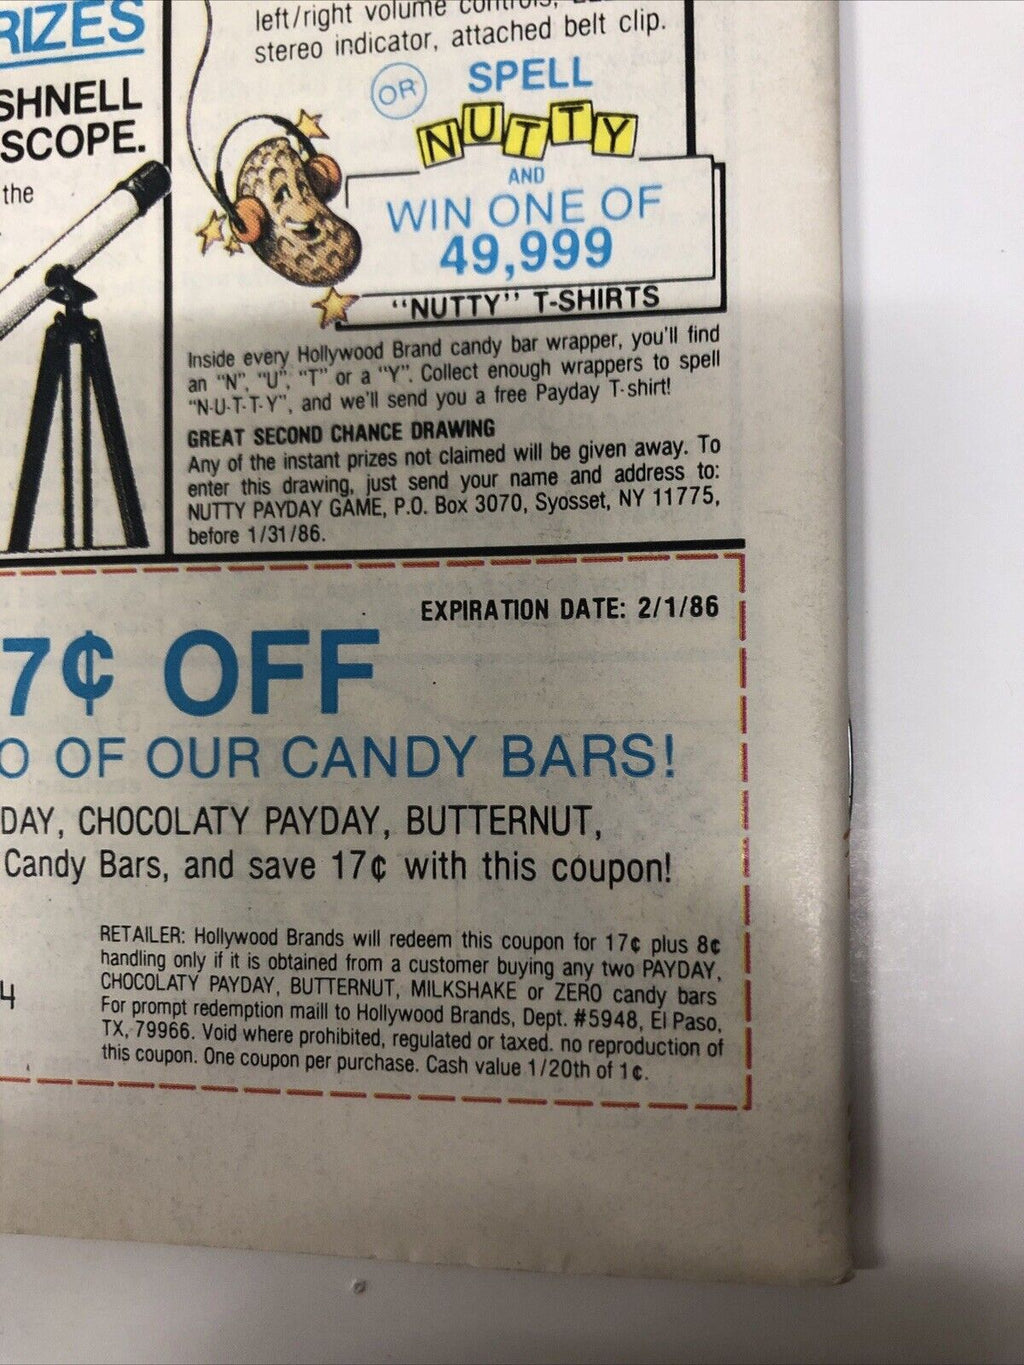 RIZES
SHNELL
SCOPE.
the
left/right volume controls,
stereo indicator, attached belt clip.
OR SPELL
NUTTY
AND
WIN ONE OF
49,999
"NUTTY" T-SHIRTS
Inside every Hollywood Brand candy bar wrapper, you'll find
an "N", "U", "T" or a "Y". Collect enough wrappers to spell
"N-U-T-T-Y", and we'll send you a free Payday T-shirt!
GREAT SECOND CHANCE DRAWING
Any of the instant prizes not claimed will be given away. To
enter this drawing, just send your name and address to:
NUTTY PAYDAY GAME, P.O. Box 3070, Syosset, NY 11775,
before 1/31/86.
EXPIRATION DATE: 2/1/86
7¢ OFF
O OF OUR CANDY BARS!
DAY, CHOCOLATY PAYDAY, BUTTERNUT,
Candy Bars, and save 17¢ with this coupon!
4
RETAILER: Hollywood Brands will redeem this coupon for 17¢ plus 8¢
handling only if it is obtained from a customer buying any two PAYDAY,
CHOCOLATY PAYDAY, BUTTERNUT, MILKSHAKE or ZERO candy bars
For prompt redemption maill to Hollywood Brands, Dept. #5948, El Paso,
TX, 79966. Void where prohibited, regulated or taxed. no reproduction of
this coupon. One coupon per purchase. Cash value 1/20th of 1¢.